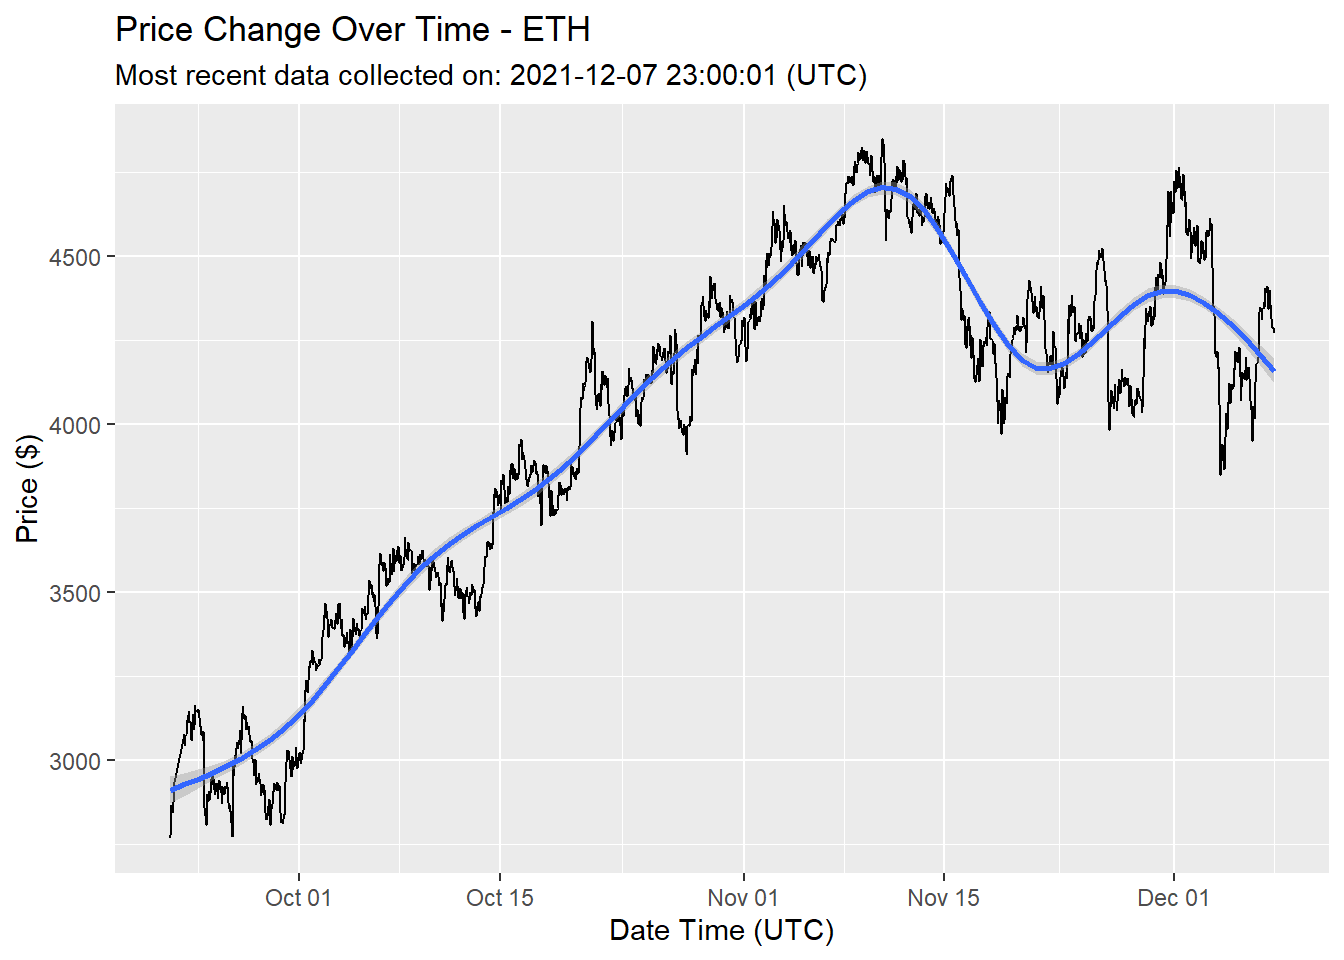 Price Change Over Time - ETH
Most recent data collected on: 2021-12-07 23:00:01 (UTC)
Price ($)
4500
4000
3500
3000
Oct 01
Oct 15
Nov 01
Nov 15
Dec 01
Date Time (UTC)